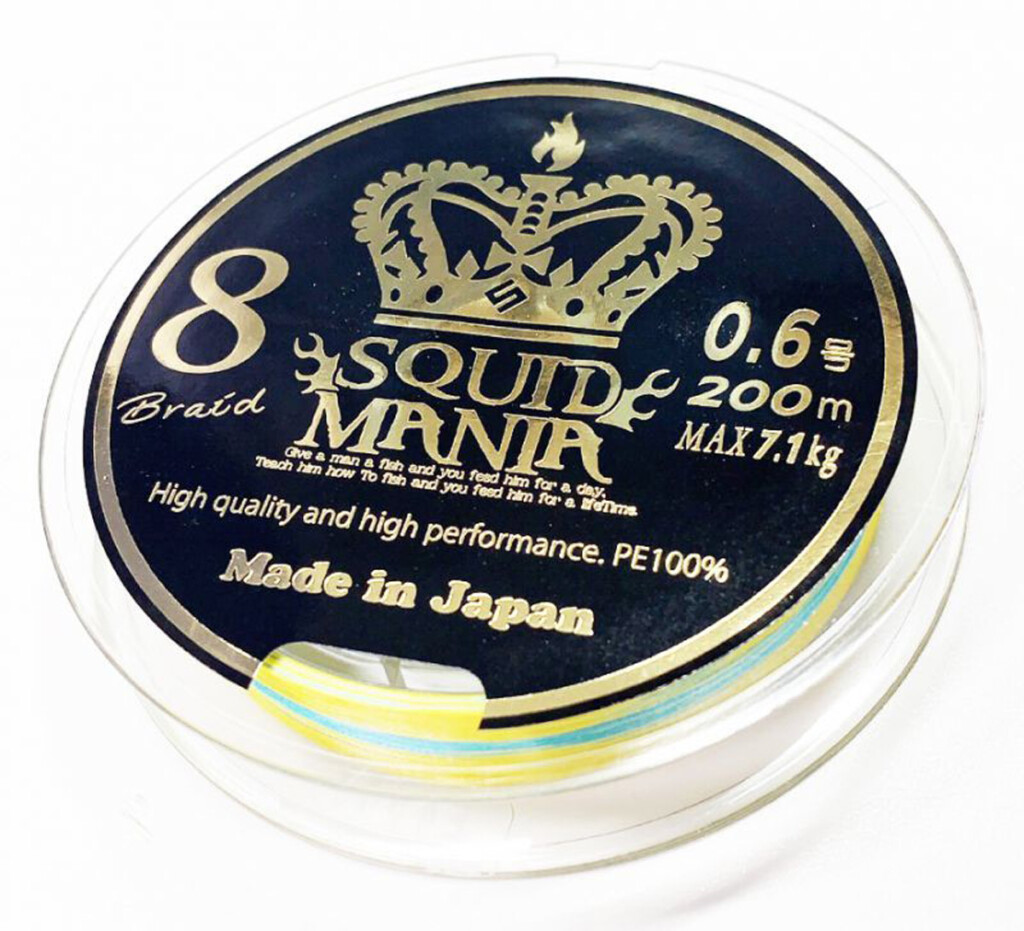 8
Braid
S
SQUID
MANIA
Give a man a fish and you feed him for a day.
Teach him how To fish and you feed him for a lifeTime.
0.6号
200m
MAX 7.1kg
High quality and high performance. PE100%
Made in Japan